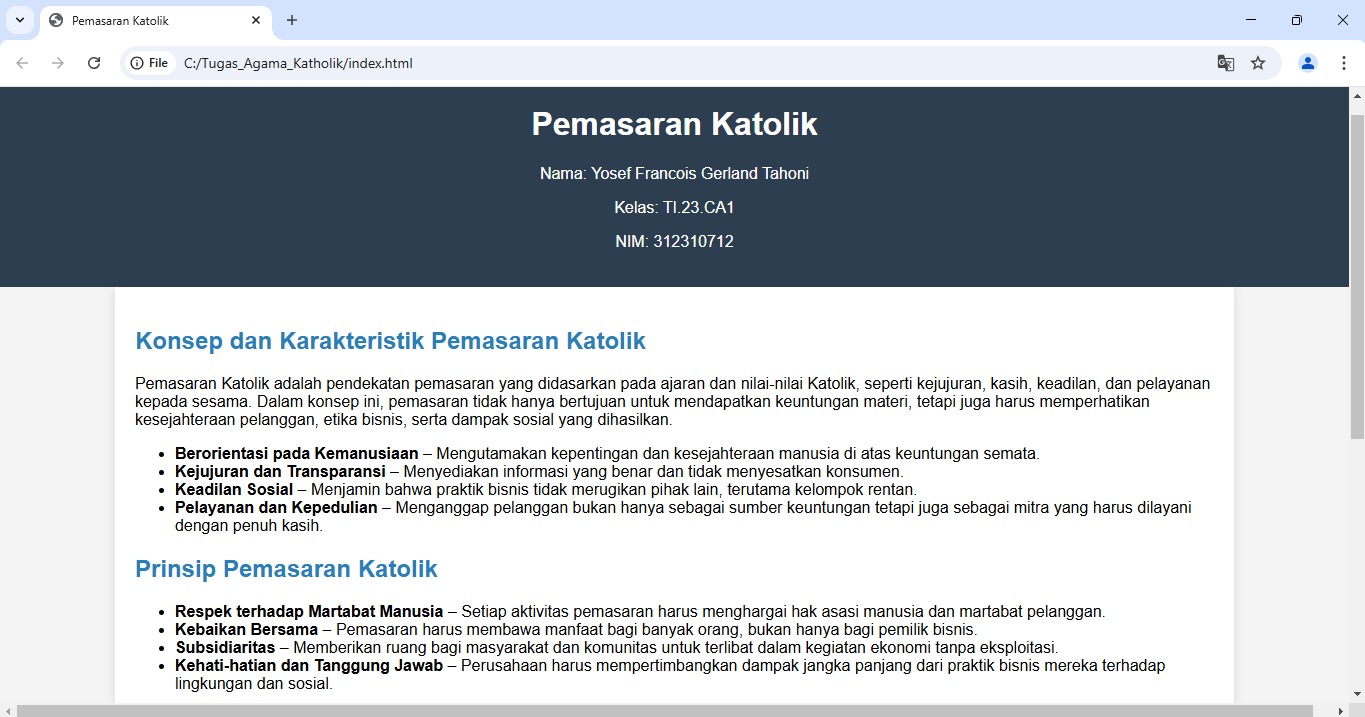 Pemasaran Katolik
File
C:/Tugas_Agama_Katholik/index.html
Pemasaran Katolik
Nama: Yosef Francois Gerland Tahoni
Kelas: TI.23.CA1
NIM: 312310712
Konsep dan Karakteristik Pemasaran Katolik
Pemasaran Katolik adalah pendekatan pemasaran yang didasarkan pada ajaran dan nilai-nilai Katolik, seperti kejujuran, kasih, keadilan, dan pelayanan
kepada sesama. Dalam konsep ini, pemasaran tidak hanya bertujuan untuk mendapatkan keuntungan materi, tetapi juga harus memperhatikan
kesejahteraan pelanggan, etika bisnis, serta dampak sosial yang dihasilkan.
• Berorientasi pada Kemanusiaan – Mengutamakan kepentingan dan kesejahteraan manusia di atas keuntungan semata.
• Kejujuran dan Transparansi – Menyediakan informasi yang benar dan tidak menyesatkan konsumen.
• Keadilan Sosial – Menjamin bahwa praktik bisnis tidak merugikan pihak lain, terutama kelompok rentan.
• Pelayanan dan Kepedulian – Menganggap pelanggan bukan hanya sebagai sumber keuntungan tetapi juga sebagai mitra yang harus dilayani
dengan penuh kasih.
Prinsip Pemasaran Katolik
• Respek terhadap Martabat Manusia – Setiap aktivitas pemasaran harus menghargai hak asasi manusia dan martabat pelanggan.
• Kebaikan Bersama – Pemasaran harus membawa manfaat bagi banyak orang, bukan hanya bagi pemilik bisnis.
• Subsidiaritas – Memberikan ruang bagi masyarakat dan komunitas untuk terlibat dalam kegiatan ekonomi tanpa eksploitasi.
• Kehati-hatian dan Tanggung Jawab – Perusahaan harus mempertimbangkan dampak jangka panjang dari praktik bisnis mereka terhadap
lingkungan dan sosial.